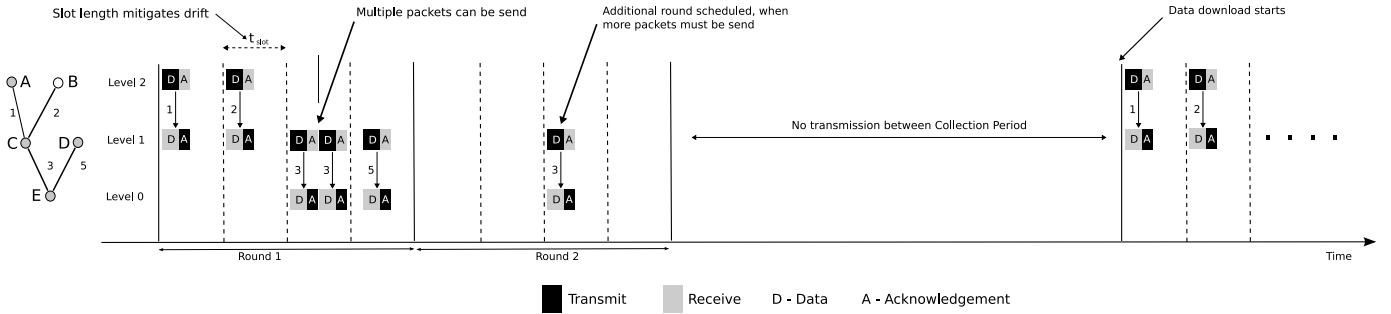 Slot length mitigates drift
Multiple packets can be send
Additional round scheduled, when
more packets must be send
Data download starts
t slot
A
B
C
D
E
1
2
3
5
Level 2
Level 1
Level 0
D A
D A
D A
D A
1
2
1
2
D A
D A
D A D A
D A
D A
D A
D A
3
3
5
3
D A
D A
D A
D A
No transmission between Collection Period
. . . .
Round 1
Round 2
Time
Transmit
Receive
D - Data
A - Acknowledgement